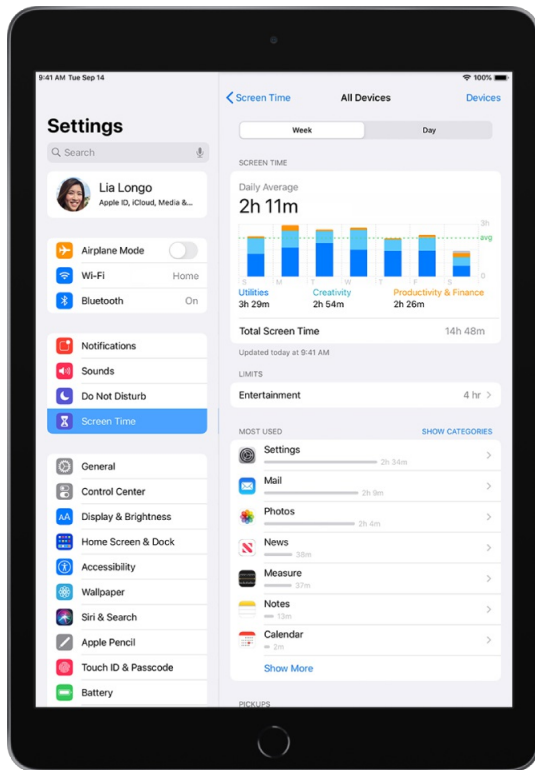 9:41 AM Tue Sep 14
100%
Settings
Search
Lia Longo
Apple ID, iCloud, Media &...
Airplane Mode
Wi-Fi Home
Bluetooth On
Notifications
Sounds
Do Not Disturb
Screen Time
General
Control Center
AA Display & Brightness
Home Screen & Dock
Accessibility
Wallpaper
Siri & Search
Apple Pencil
Touch ID & Passcode
Battery
Screen Time All Devices Devices
Week Day
SCREEN TIME
Daily Average
2h 11m
3h
avg
0
S M T W T F S
Utilities Creativity Productivity & Finance
3h 29m 2h 54m 2h 26m
Total Screen Time 14h 48m
Updated today at 9:41 AM
LIMITS
Entertainment 4 hr
MOST USED SHOW CATEGORIES
Settings
2h 34m
Mail
2h 9m
Photos
2h 4m
News
38m
Measure
37m
Notes
13m
Calendar
2m
Show More
PICKUPS